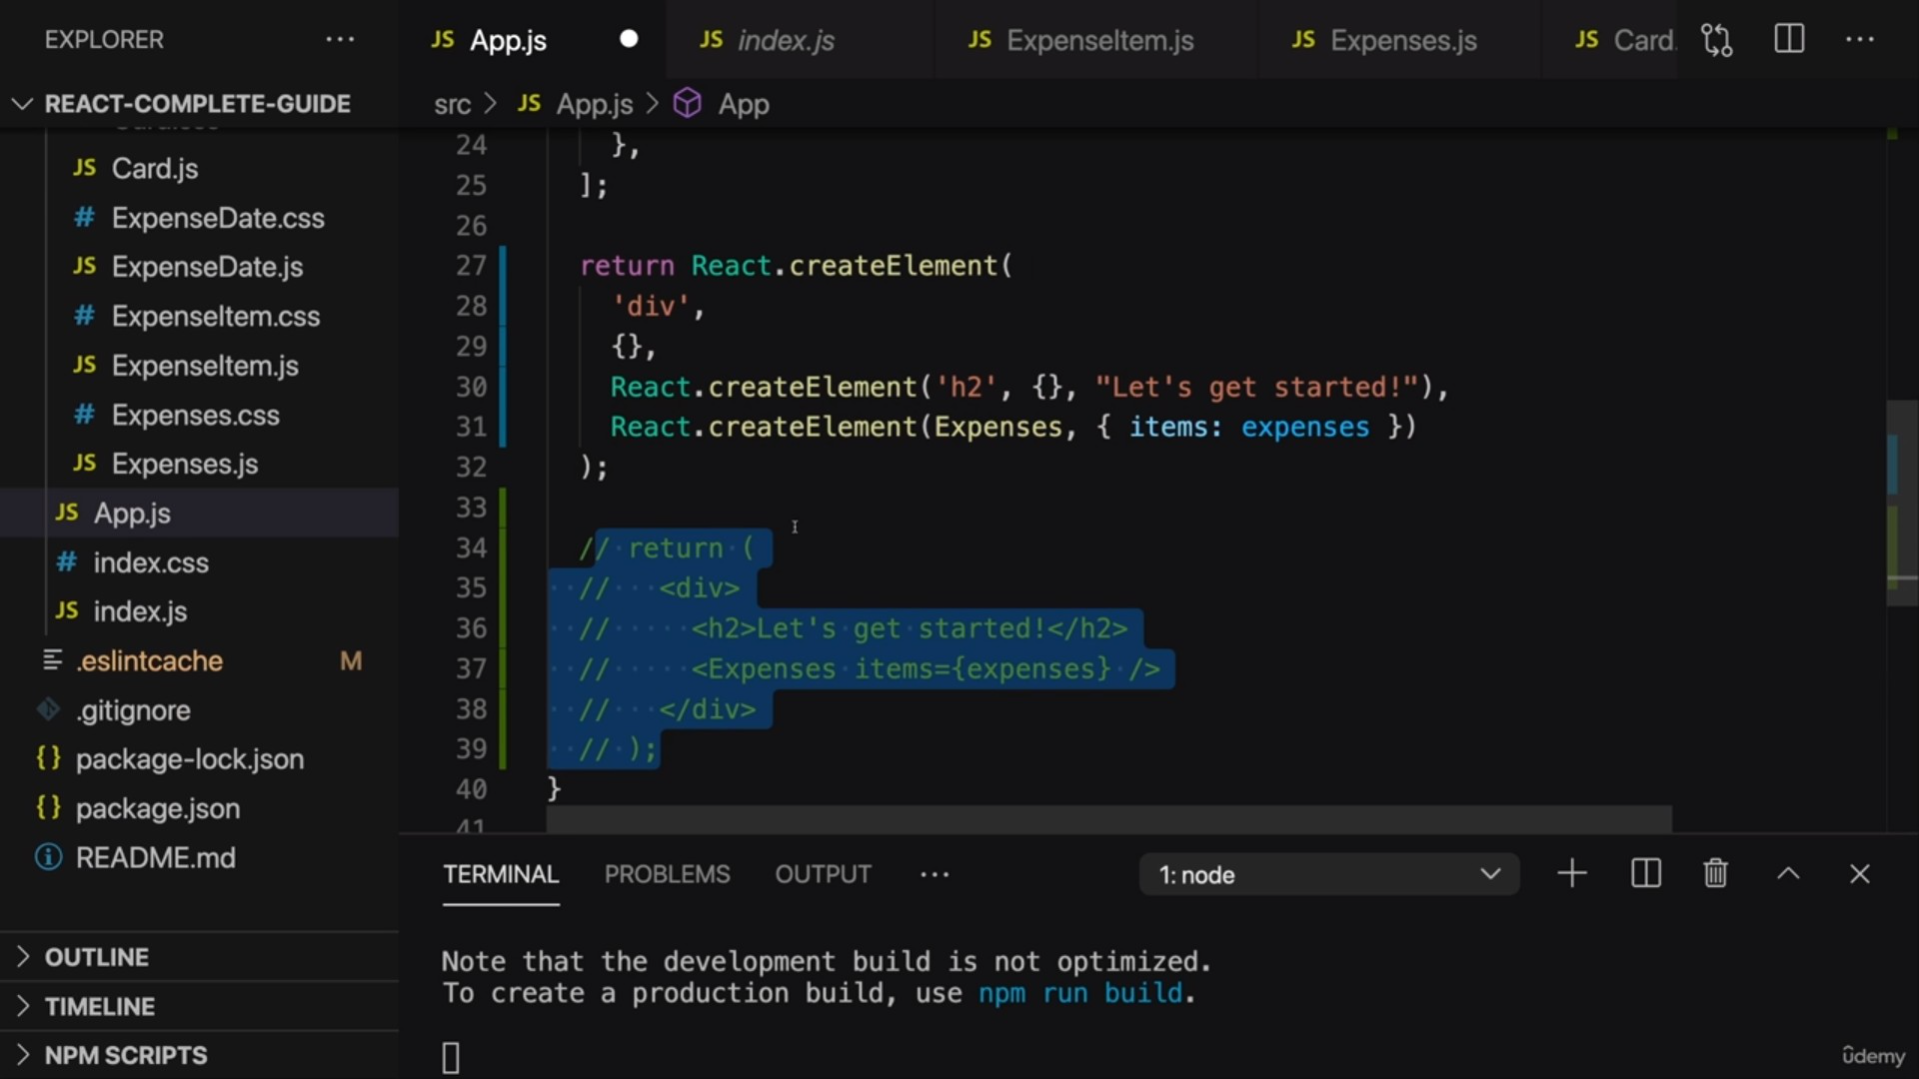 EXPLORER
REACT-COMPLETE-GUIDE
JS Card.js
# ExpenseDate.css
JS ExpenseDate.js
# ExpenseItem.css
JS ExpenseItem.js
# Expenses.css
JS Expenses.js
JS App.js
# index.css
JS index.js
.eslintcache M
.gitignore
{} package-lock.json
{} package.json
README.md
OUTLINE
TIMELINE
NPM SCRIPTS
JS App.js JS index.js JS ExpenseItem.js JS Expenses.js JS Card.
src > JS App.js > App
24 },
25 ];
26
27 return React.createElement(
28 'div',
29 {},
30 React.createElement('h2', {}, "Let's get started!"),
31 React.createElement(Expenses, { items: expenses })
32 );
33
34 // return (
35 // <div>
36 // <h2>Let's get started!</h2>
37 // <Expenses items={expenses} />
38 // </div>
39 // );
40 }
41
TERMINAL PROBLEMS OUTPUT ··· 1: node
Note that the development build is not optimized.
To create a production build, use npm run build.
ûdemy